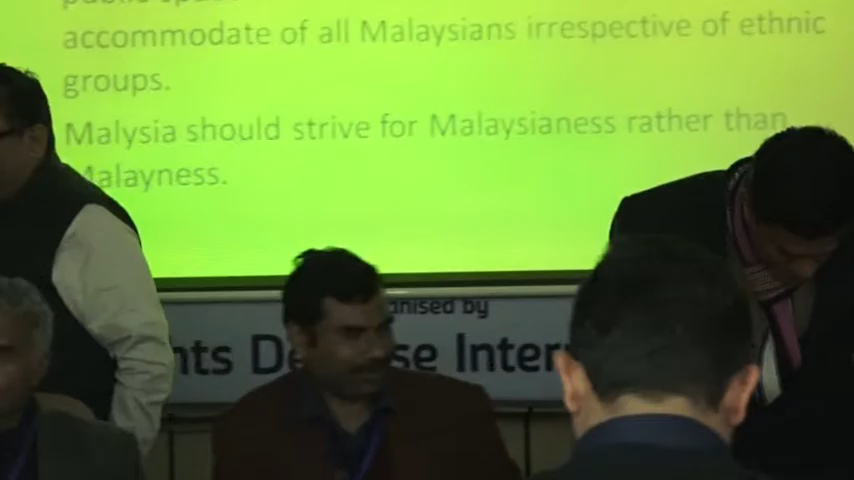 accommodate of all Malaysians irrespective of ethnic
groups.
Malysia should strive for Malaysianess rather than
Malayness.
anised by
nts De se Inter